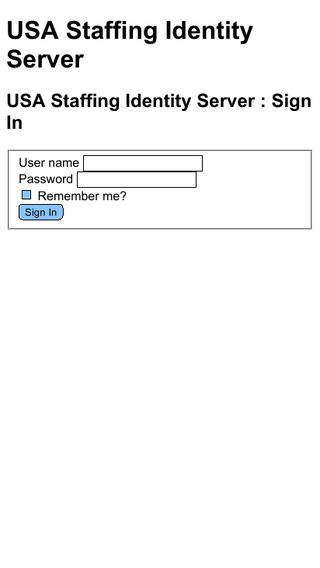 USA Staffing Identity
Server
USA Staffing Identity Server : Sign
In
User name
Password
Remember me?
Sign In